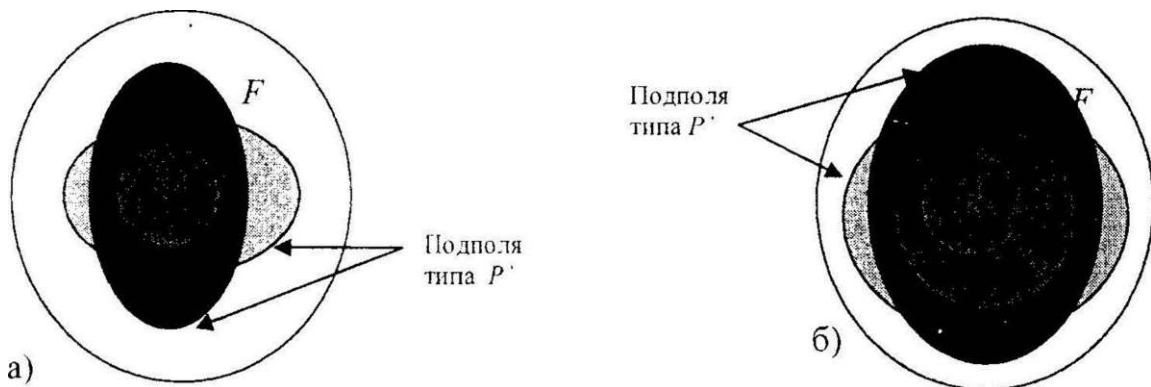 F
Подполя
типа P`
а)
Подполя
типа P`
F
б)